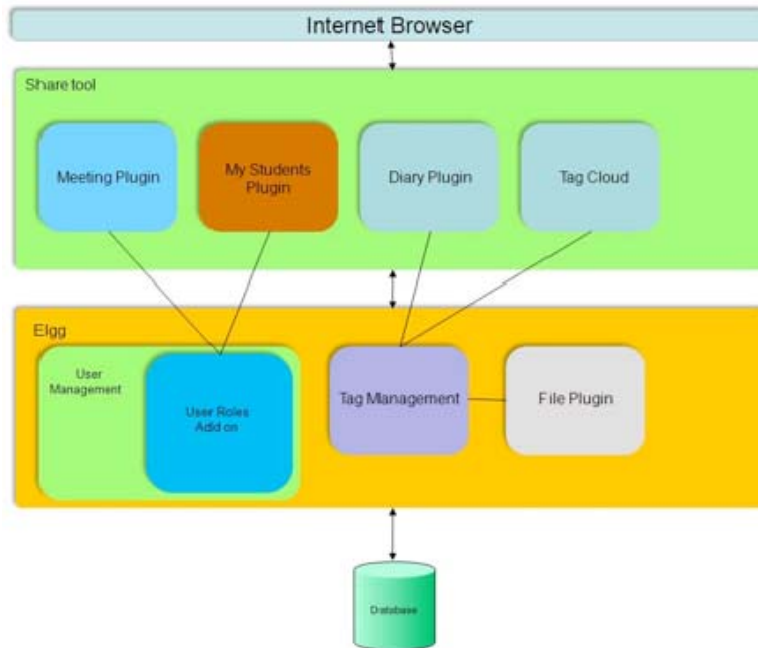 Internet Browser
Share tool
Meeting Plugin
My Students
Plugin
Diary Plugin
Tag Cloud
Elgg
User
Management
User Roles
Add on
Tag Management
File Plugin
Database